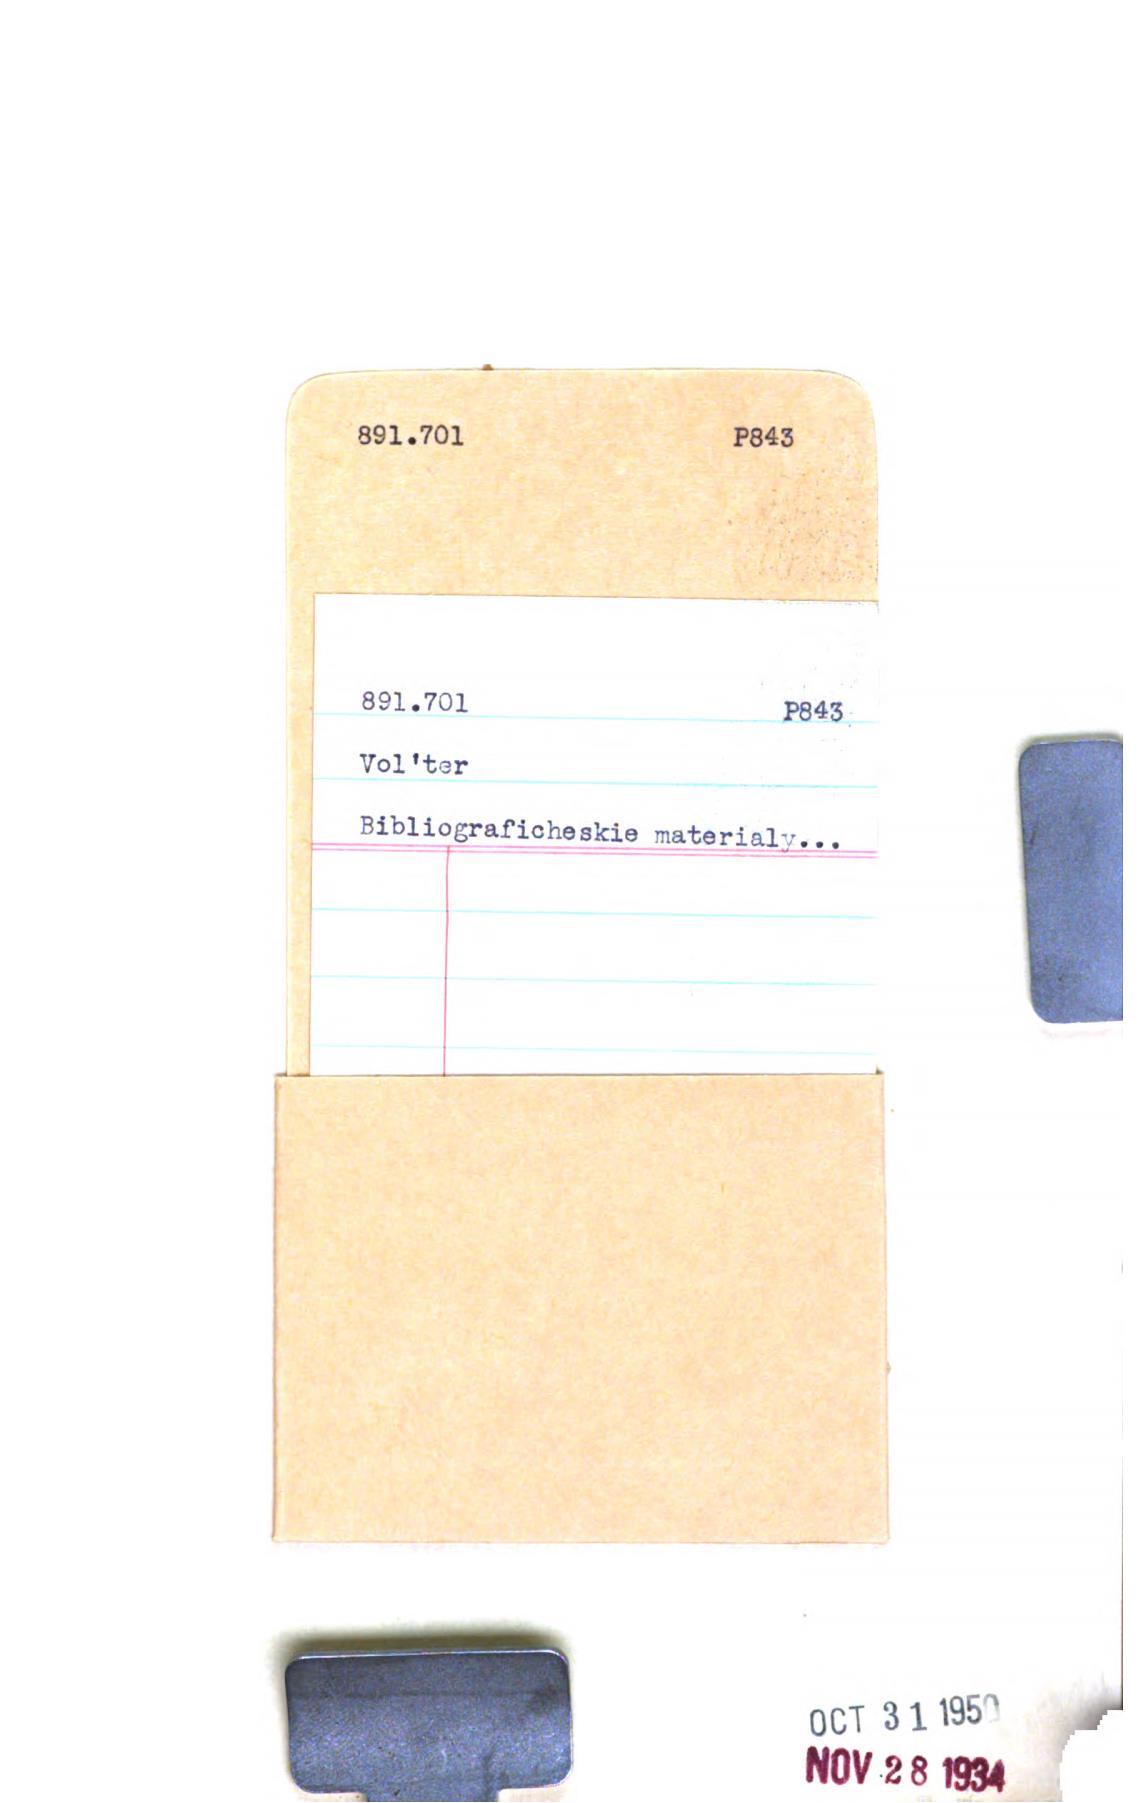 891.701 P843
891.701 P843
Vol'ter
Bibliograficheskie materialy...
OCT 31 1950
NOV 28 1934